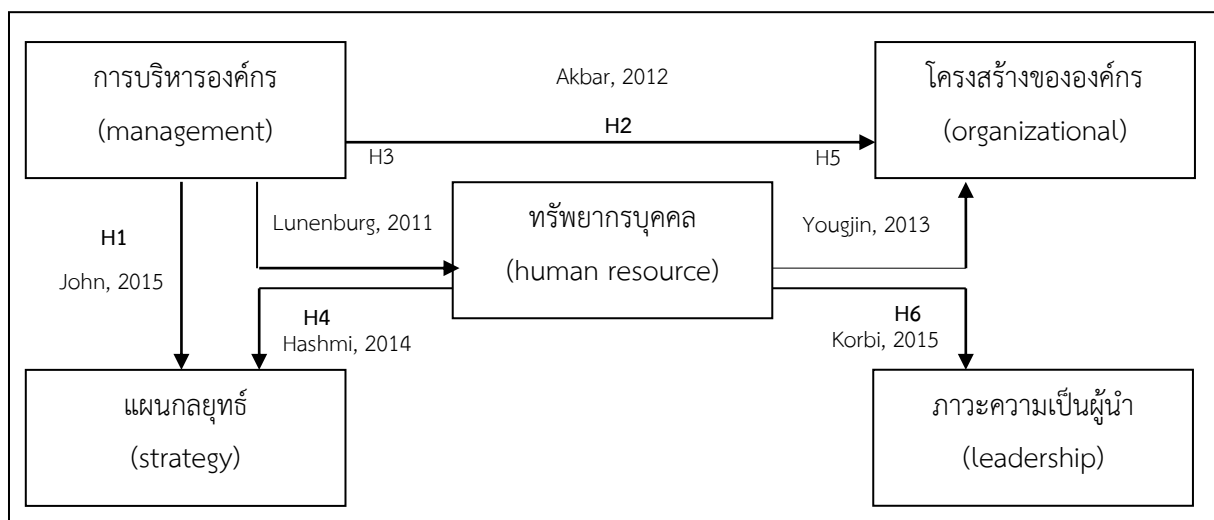 การบริหารองค์กร
(management)
Akbar, 2012
H2
โครงสร้างขององค์กร
(organizational)
H3
H5
H1
John, 2015
Lunenburg, 2011
ทรัพยากรบุคคล
(human resource)
Yougjin, 2013
H4
Hashmi, 2014
H6
Korbi, 2015
แผนกลยุทธ์
(strategy)
ภาวะความเป็นผู้นำ
(leadership)